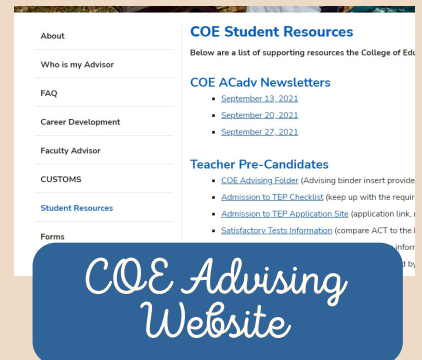 About
Who is my Advisor
FAQ
Career Development
Faculty Advisor
CUSTOMS
Student Resources
Forms
COE Student Resources
Below are a list of supporting resources the College of
COE ACadv Newsletters
September 13, 2021
September 20, 2021
September 27, 2021
Teacher Pre-Candidates
COE Advising Folder (Advising binder insert
Admission to TEP Checklist (keep up with the
Admission to TEP Application Site (application link,
Satisfactory Tests Information (compare ACT to the
COE Advising
Website